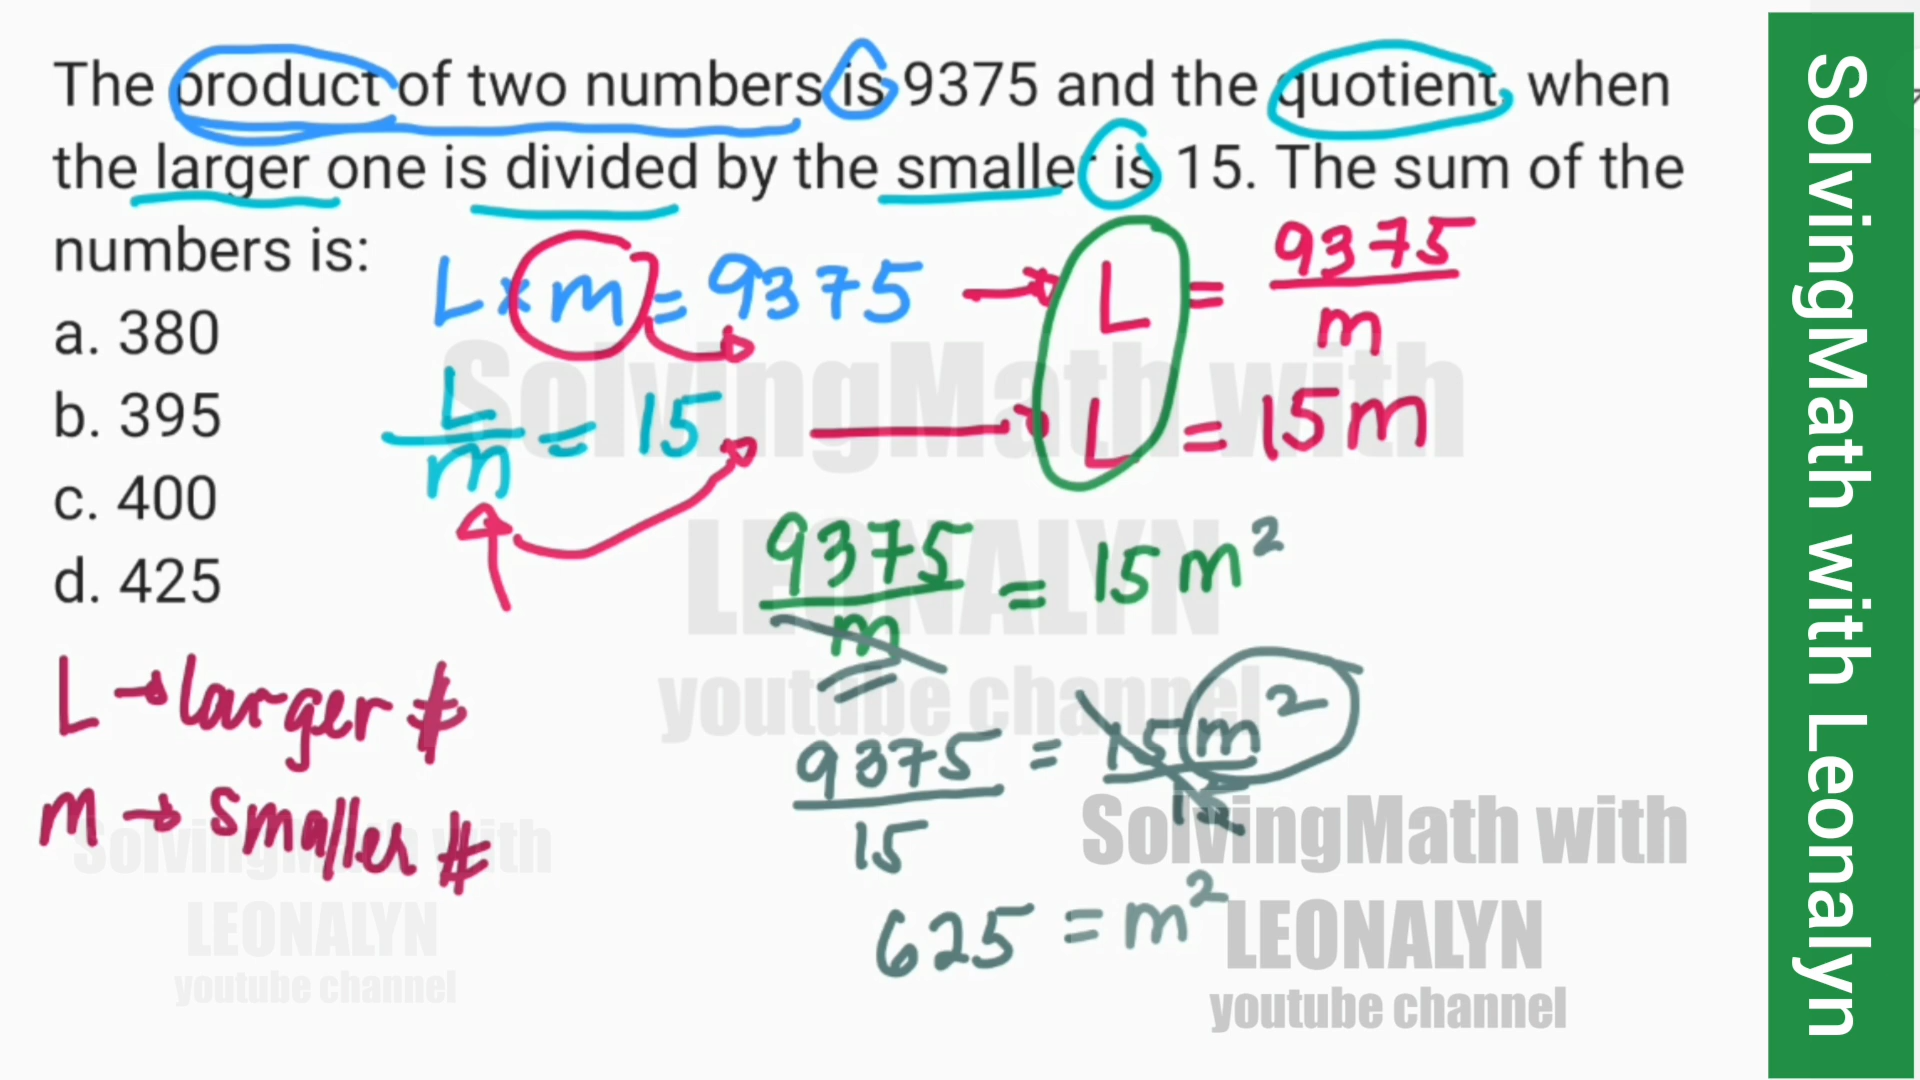 The product of two numbers is 9375 and the quotient, when
the larger one is divided by the smaller is 15. The sum of the
numbers is:
a. 380
b. 395
c. 400
d. 425
L × m = 9375 → L = 9375/m
L/m = 15 → L = 15m
9375/m = 15m²
9375/15 = 15m²/15
625 = m²
L → larger #
m → smaller #
SolvingMath with
LEONALYN
youtube channel
SolvingMath with
LEONALYN
youtube channel
SolvingMath with
LEONALYN
youtube channel
SolvingMath with Leonalyn